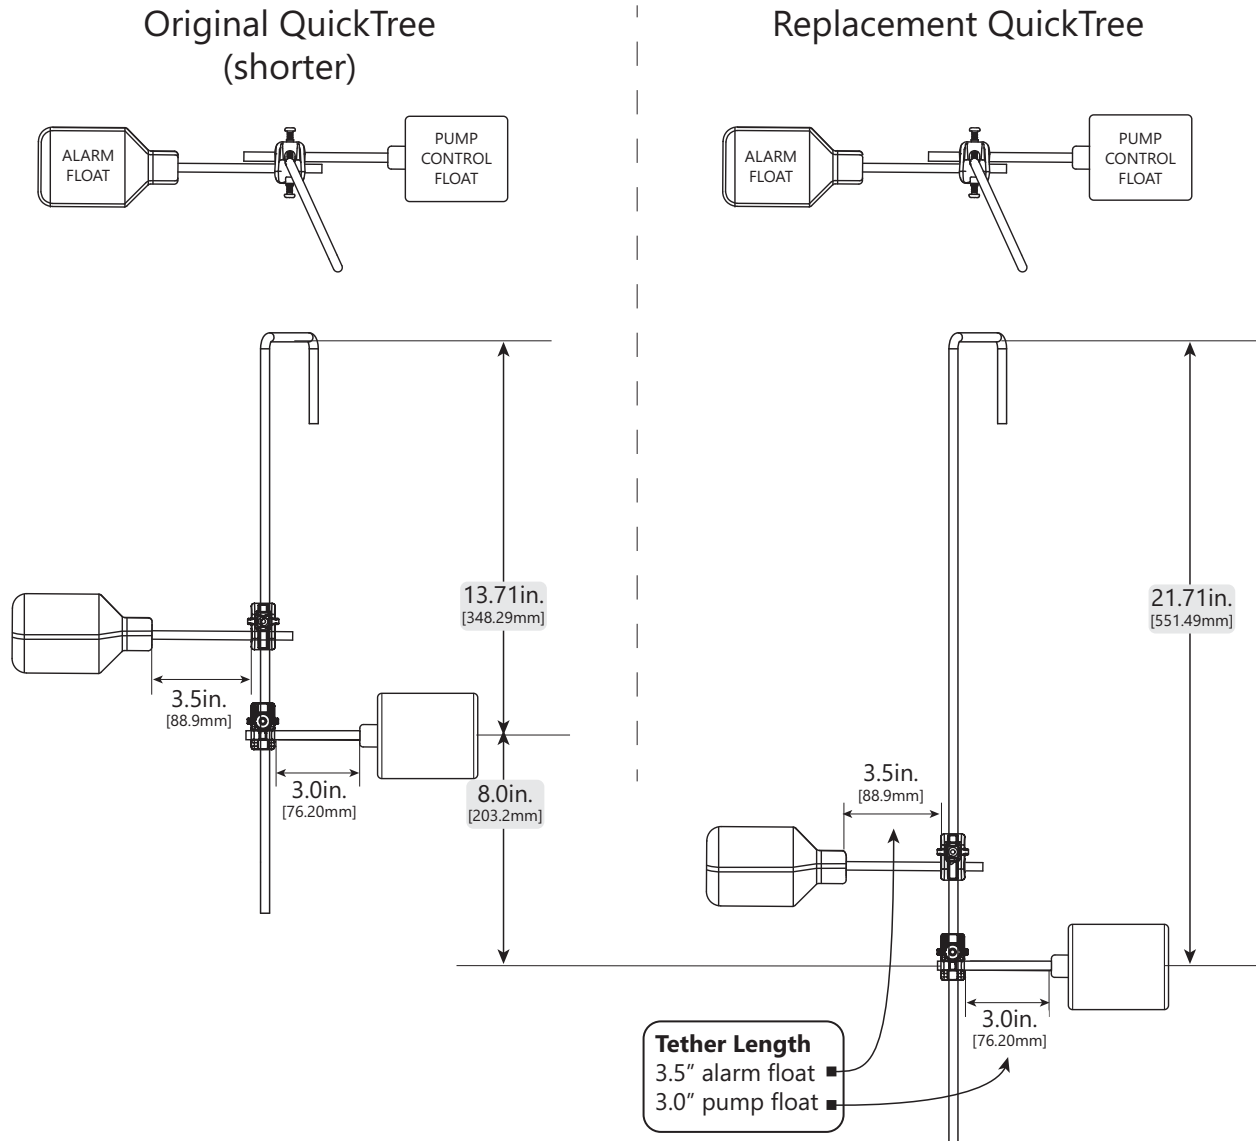 Original QuickTree
(shorter)
ALARM
FLOAT
PUMP
CONTROL
FLOAT
13.71in.
[348.29mm]
3.5in.
[88.9mm]
3.0in.
[76.20mm]
8.0in.
[203.2mm]
Replacement QuickTree
ALARM
FLOAT
PUMP
CONTROL
FLOAT
21.71in.
[551.49mm]
3.5in.
[88.9mm]
3.0in.
[76.20mm]
Tether Length
3.5” alarm float
3.0” pump float